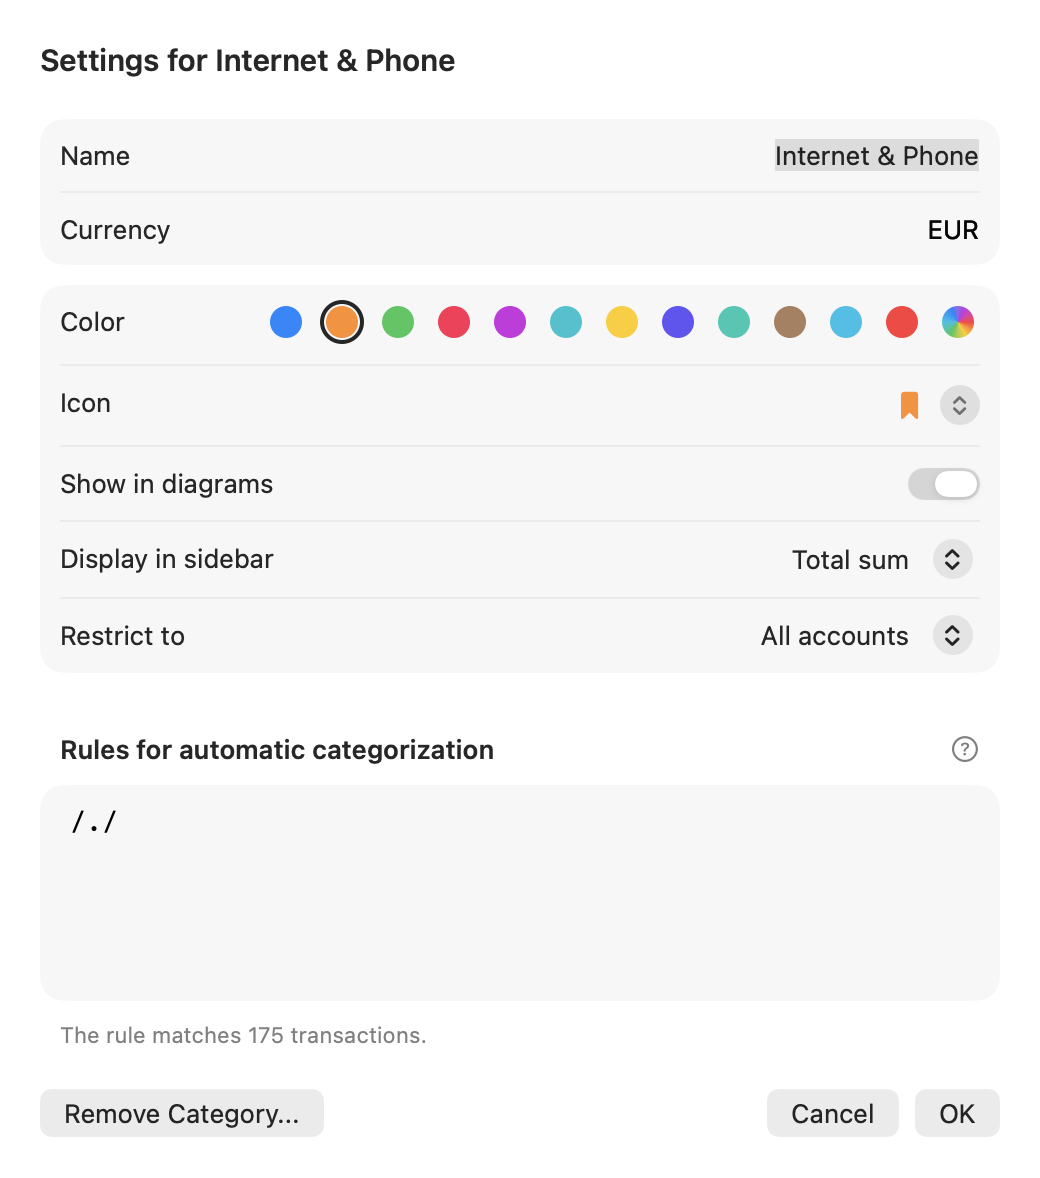 Settings for Internet & Phone
Name Internet & Phone
Currency EUR
Color
Icon
Show in diagrams
Display in sidebar Total sum
Restrict to All accounts
Rules for automatic categorization ?
/./
The rule matches 175 transactions.
Remove Category... Cancel OK